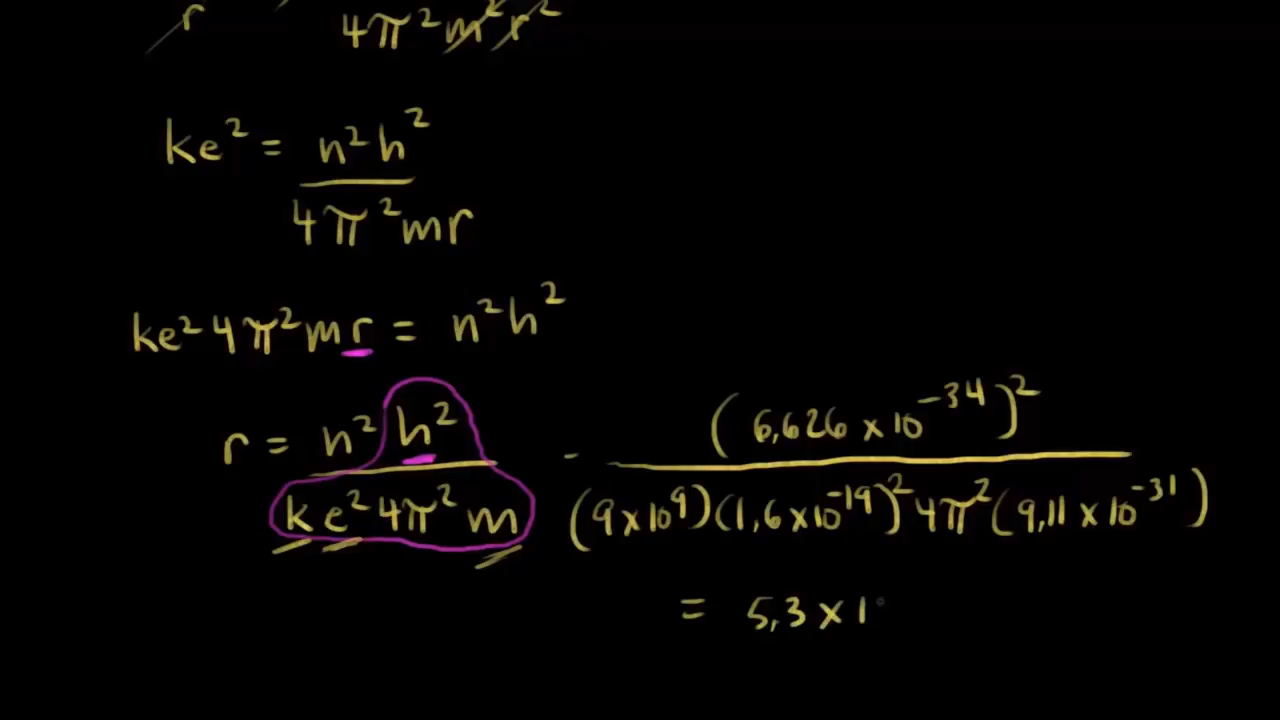 r 4π²m²r²
ke² = n²h²
4π²mr
ke²4π²mr = n²h²
r = n²h² - (6,626 x 10⁻³⁴)²
ke²4π²m (9x10⁹)(1,6x10⁻¹⁹)²4π²(9,11 x 10⁻³¹)
= 5,3 x 1